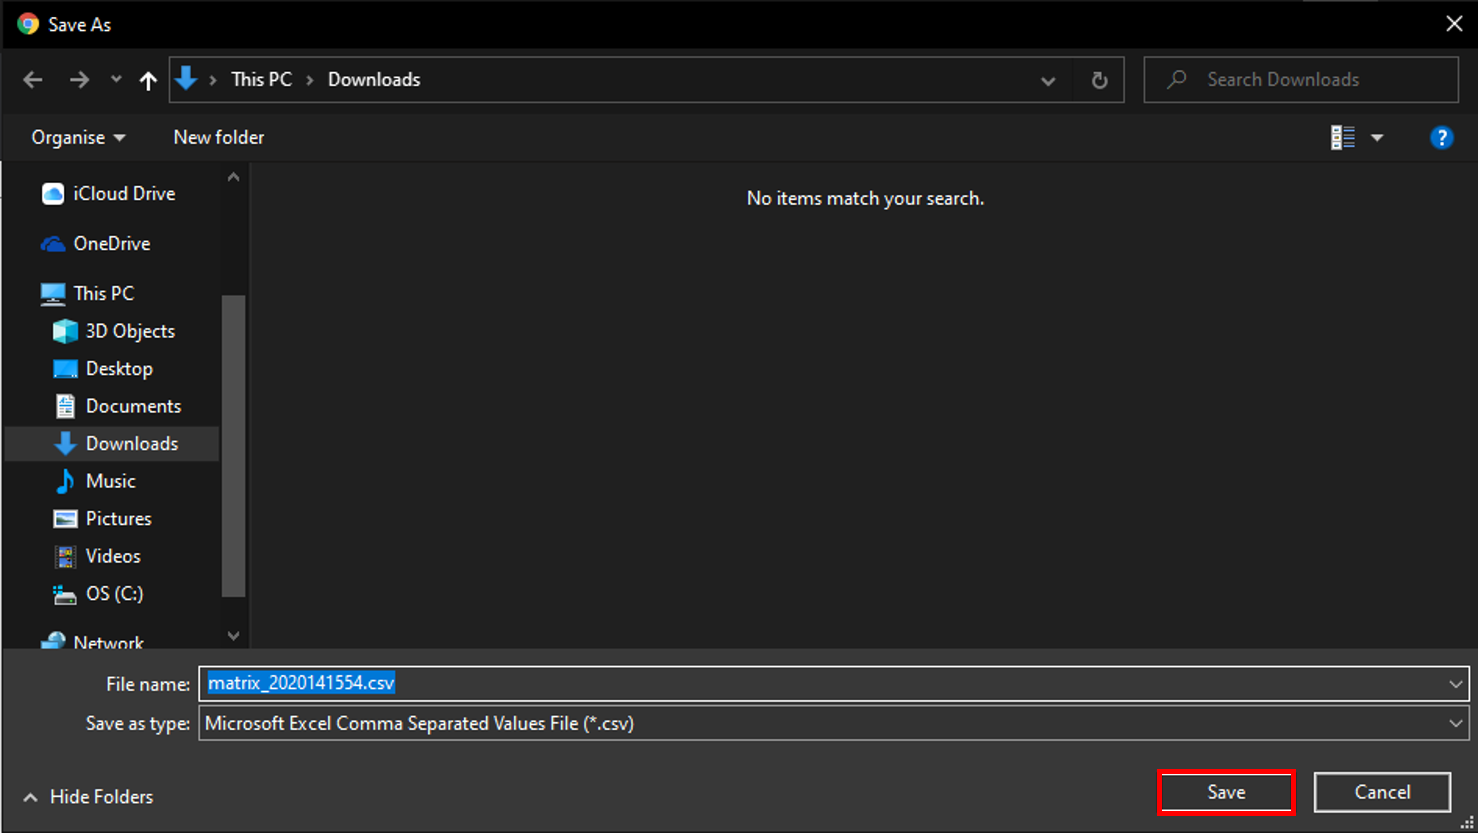 Save As
This PC
Downloads
Search Downloads
Organise
New folder
?
iCloud Drive
No items match your search.
OneDrive
This PC
3D Objects
Desktop
Documents
Downloads
Music
Pictures
Videos
OS (C:)
Network
File name: matrix_2020141554.csv
Save as type: Microsoft Excel Comma Separated Values File (*.csv)
Hide Folders
Save
Cancel